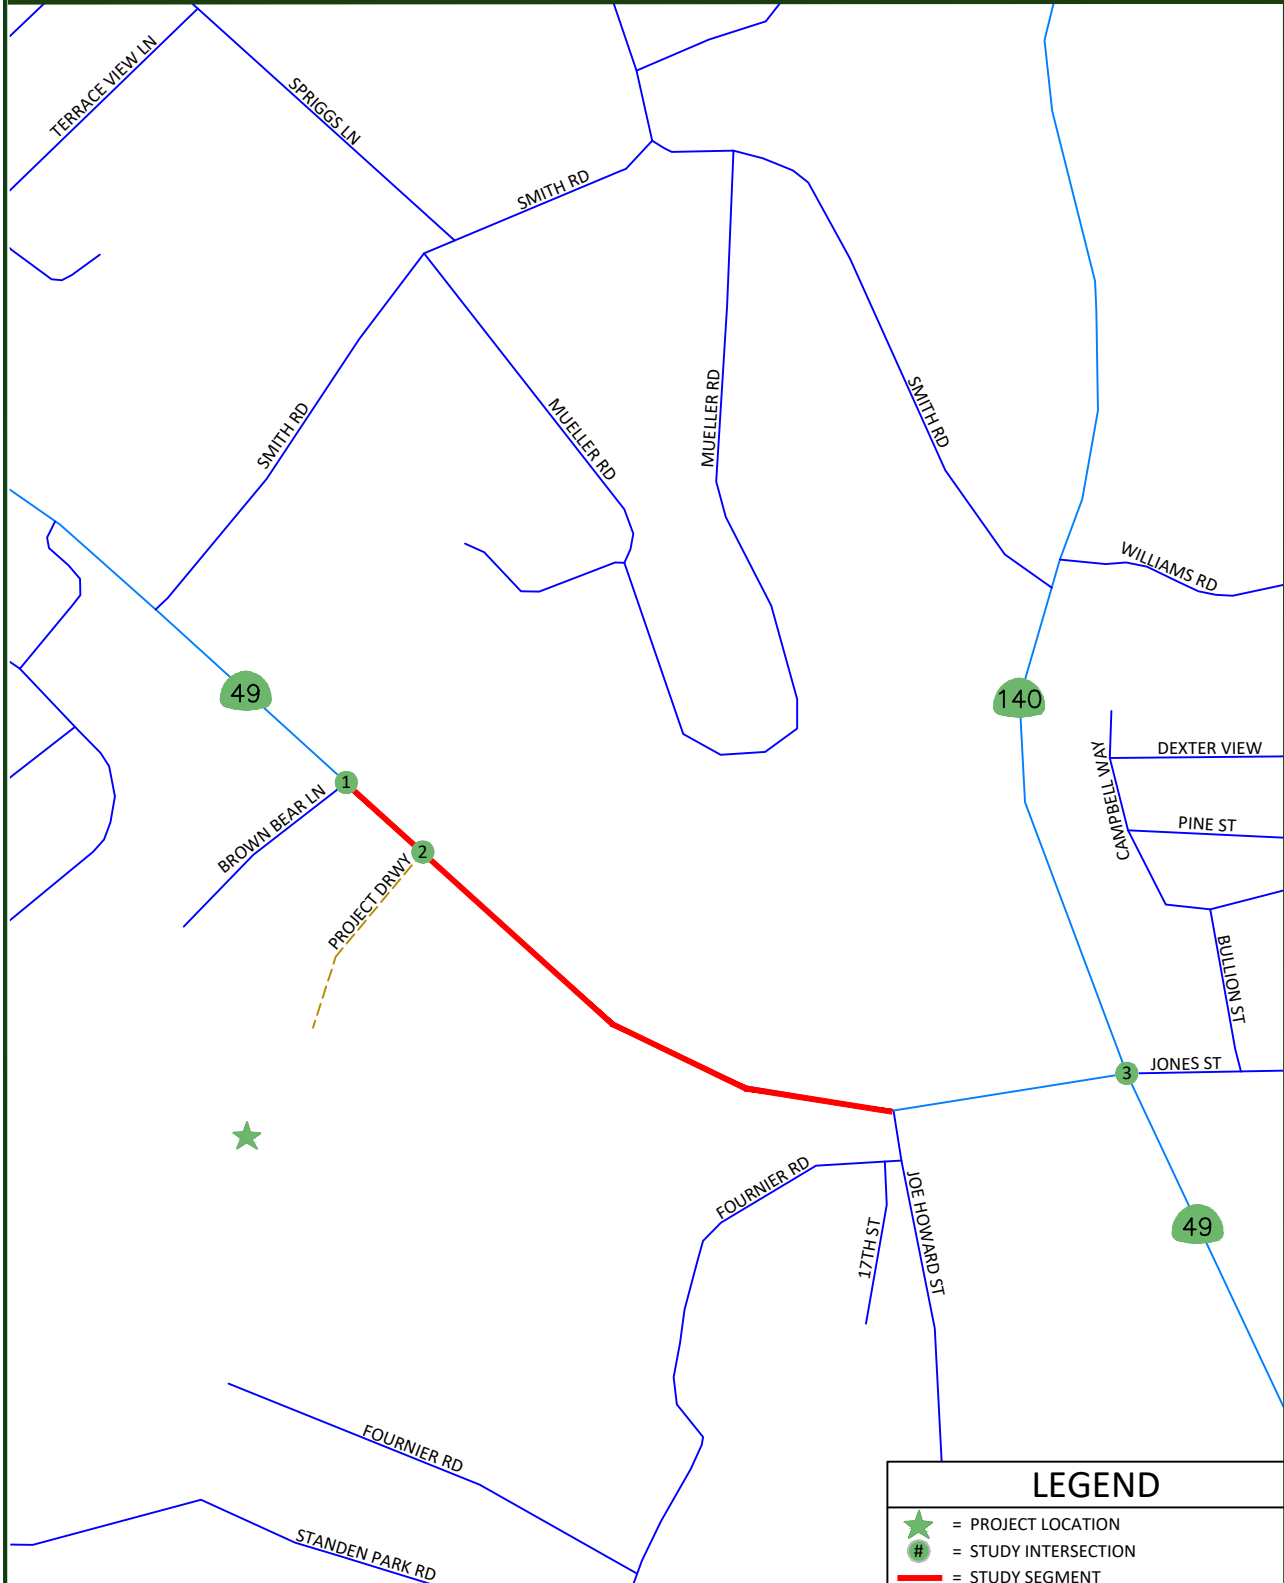 TERRACE VIEW LN
SPRIGGS LN
SMITH RD
SMITH RD
MUELLER RD
MUELLER RD
SMITH RD
WILLIAMS RD
49
140
DEXTER VIEW
CAMPBELL WAY
1
BROWN BEAR LN
PINE ST
2
PROJECT DRWY
BULLION ST
3
JONES ST
FOURNIER RD
JOE HOWARD ST
17TH ST
49
FOURNIER RD
STANDEN PARK RD
LEGEND
= PROJECT LOCATION
# = STUDY INTERSECTION
= STUDY SEGMENT